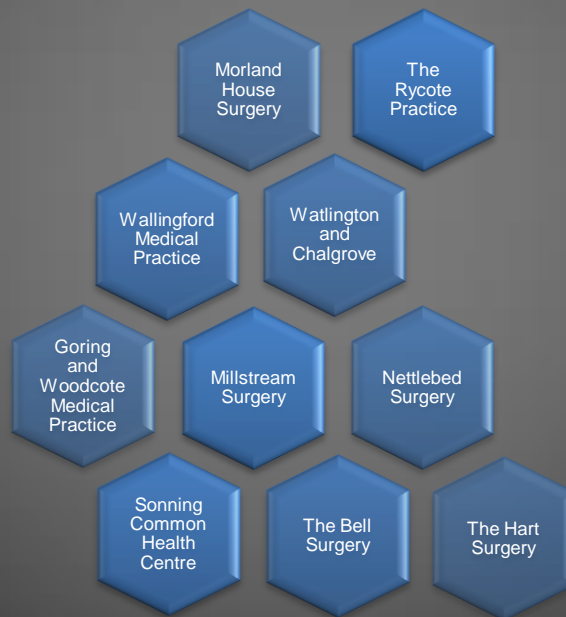 Morland
House
Surgery
The
Rycote
Practice
Wallingford
Medical
Practice
Watlington
and
Chalgrove
Goring
and
Woodcote
Medical
Practice
Millstream
Surgery
Nettlebed
Surgery
Sonning
Common
Health
Centre
The Bell
Surgery
The Hart
Surgery